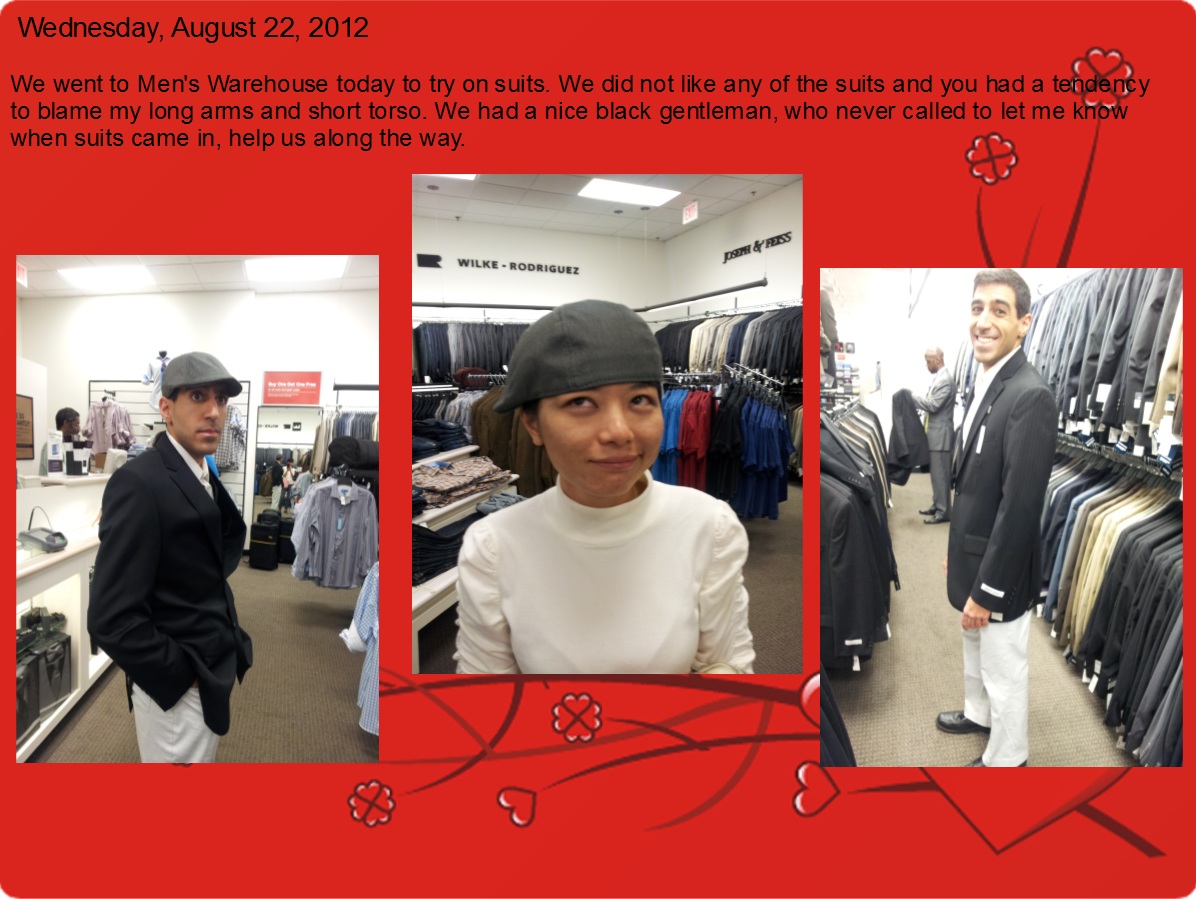 Wednesday, August 22, 2012
We went to Men's Warehouse today to try on suits. We did not like any of the suits and you had a tendency
to blame my long arms and short torso. We had a nice black gentleman, who never called to let me know
when suits came in, help us along the way.
WILKE - RODRIGUEZ
JOSEPH & FEISS
EXIT
Buy One Get One Free